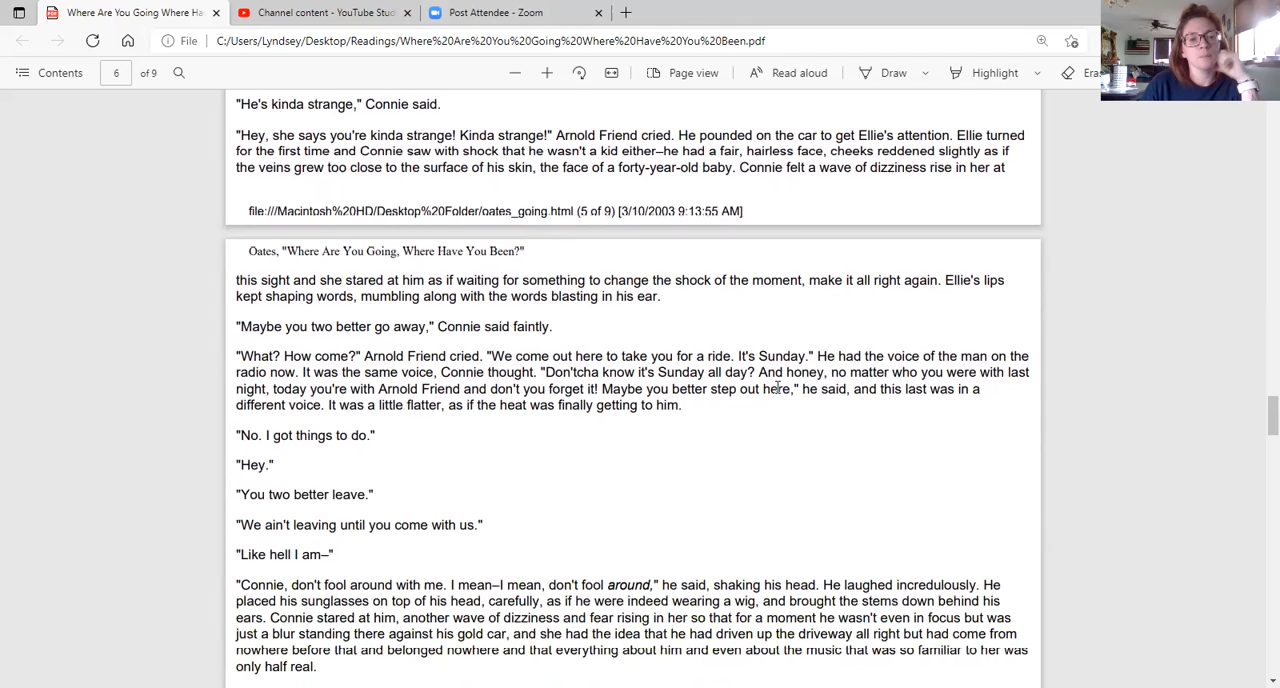 Where Are You Going Where Ha
Channel content - YouTube Stud
Post Attendee - Zoom
File
C:/Users/Lyndsey/Desktop/Readings/Where%20Are%20You%20Going%20Where%20Have%20You%20Been.pdf
Contents
6
of 9
Page view
Read aloud
Draw
Highlight
Eras
"He's kinda strange," Connie said.
"Hey, she says you're kinda strange! Kinda strange!" Arnold Friend cried. He pounded on the car to get Ellie's attention. Ellie turned
for the first time and Connie saw with shock that he wasn't a kid either–he had a fair, hairless face, cheeks reddened slightly as if
the veins grew too close to the surface of his skin, the face of a forty-year-old baby. Connie felt a wave of dizziness rise in her at
file:///Macintosh%20HD/Desktop%20Folder/oates_going.html (5 of 9) [3/10/2003 9:13:55 AM]
Oates, "Where Are You Going, Where Have You Been?"
this sight and she stared at him as if waiting for something to change the shock of the moment, make it all right again. Ellie's lips
kept shaping words, mumbling along with the words blasting in his ear.
"Maybe you two better go away," Connie said faintly.
"What? How come?" Arnold Friend cried. "We come out here to take you for a ride. It's Sunday." He had the voice of the man on the
radio now. It was the same voice, Connie thought. "Don'tcha know it's Sunday all day? And honey, no matter who you were with last
night, today you're with Arnold Friend and don't you forget it! Maybe you better step out here," he said, and this last was in a
different voice. It was a little flatter, as if the heat was finally getting to him.
"No. I got things to do."
"Hey."
"You two better leave."
"We ain't leaving until you come with us."
"Like hell I am–"
"Connie, don't fool around with me. I mean–I mean, don't fool around," he said, shaking his head. He laughed incredulously. He
placed his sunglasses on top of his head, carefully, as if he were indeed wearing a wig, and brought the stems down behind his
ears. Connie stared at him, another wave of dizziness and fear rising in her so that for a moment he wasn't even in focus but was
just a blur standing there against his gold car, and she had the idea that he had driven up the driveway all right but had come from
nowhere before that and belonged nowhere and that everything about him and even about the music that was so familiar to her was
only half real.